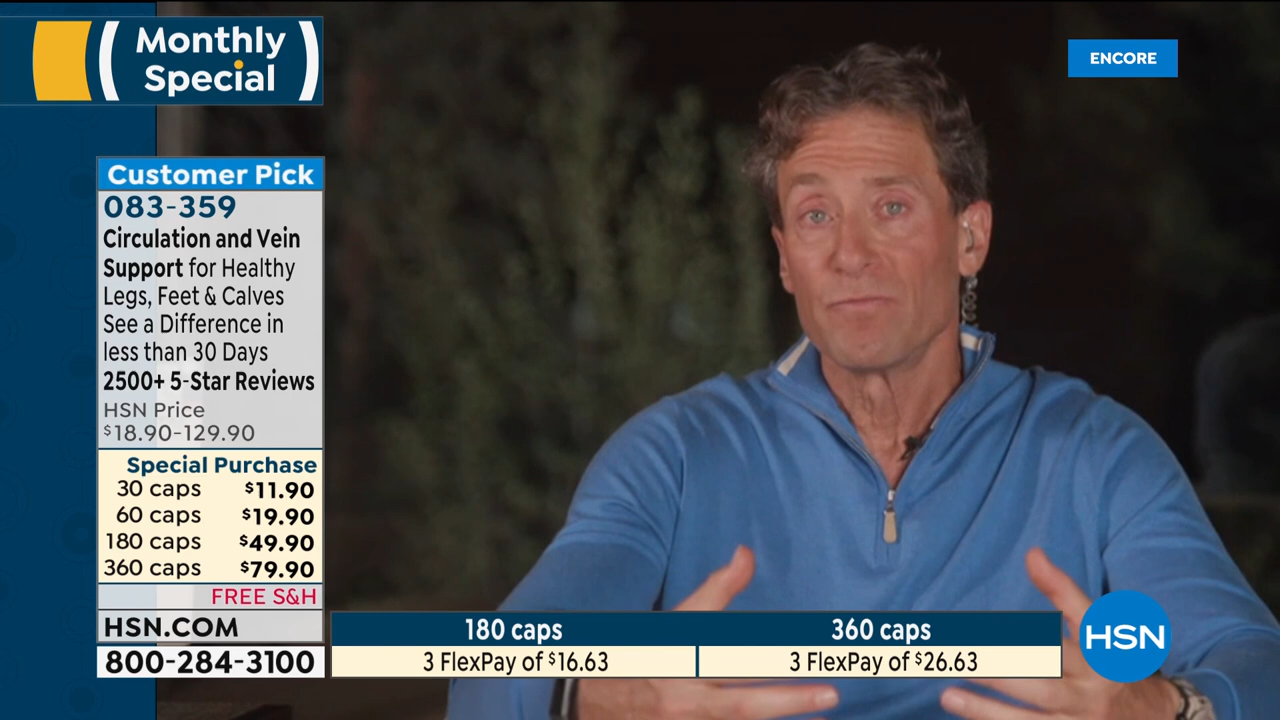 Monthly
Special
ENCORE
Customer Pick
083-359
Circulation and Vein
Support for Healthy
Legs, Feet & Calves
See a Difference in
less than 30 Days
2500+ 5-Star Reviews
HSN Price
$18.90-129.90
Special Purchase
30 caps $11.90
60 caps $19.90
180 caps $49.90
360 caps $79.90
FREE S&H
HSN.COM
800-284-3100
180 caps 360 caps
3 FlexPay of $16.63 3 FlexPay of $26.63
HSN